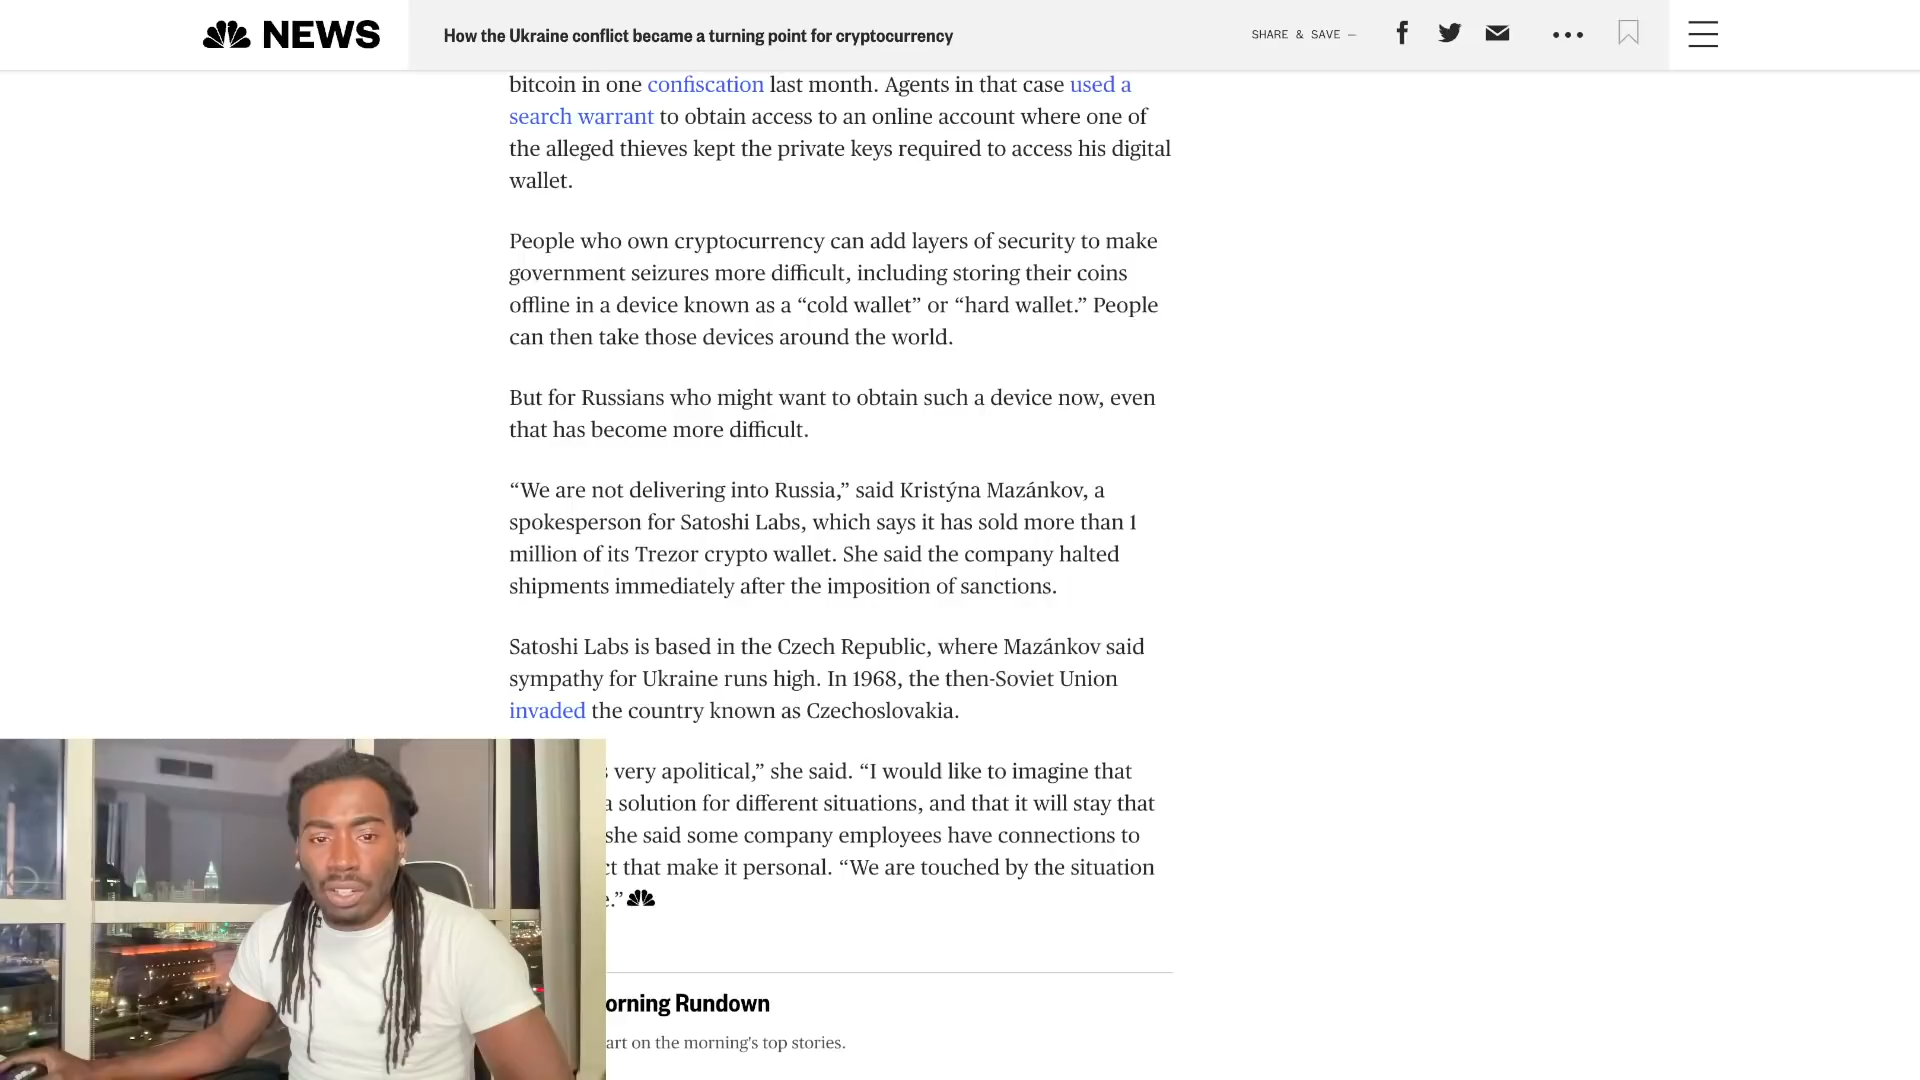 NEWS
How the Ukraine conflict became a turning point for cryptocurrency
SHARE & SAVE —
bitcoin in one confiscation last month. Agents in that case used a
search warrant to obtain access to an online account where one of
the alleged thieves kept the private keys required to access his digital
wallet.
People who own cryptocurrency can add layers of security to make
government seizures more difficult, including storing their coins
offline in a device known as a “cold wallet” or “hard wallet.” People
can then take those devices around the world.
But for Russians who might want to obtain such a device now, even
that has become more difficult.
“We are not delivering into Russia,” said Kristýna Mazánkov, a
spokesperson for Satoshi Labs, which says it has sold more than 1
million of its Trezor crypto wallet. She said the company halted
shipments immediately after the imposition of sanctions.
Satoshi Labs is based in the Czech Republic, where Mazánkov said
sympathy for Ukraine runs high. In 1968, the then-Soviet Union
invaded the country known as Czechoslovakia.
very apolitical,” she said. “I would like to imagine that
a solution for different situations, and that it will stay that
she said some company employees have connections to
that make it personal. “We are touched by the situation
orning Rundown
art on the morning's top stories.